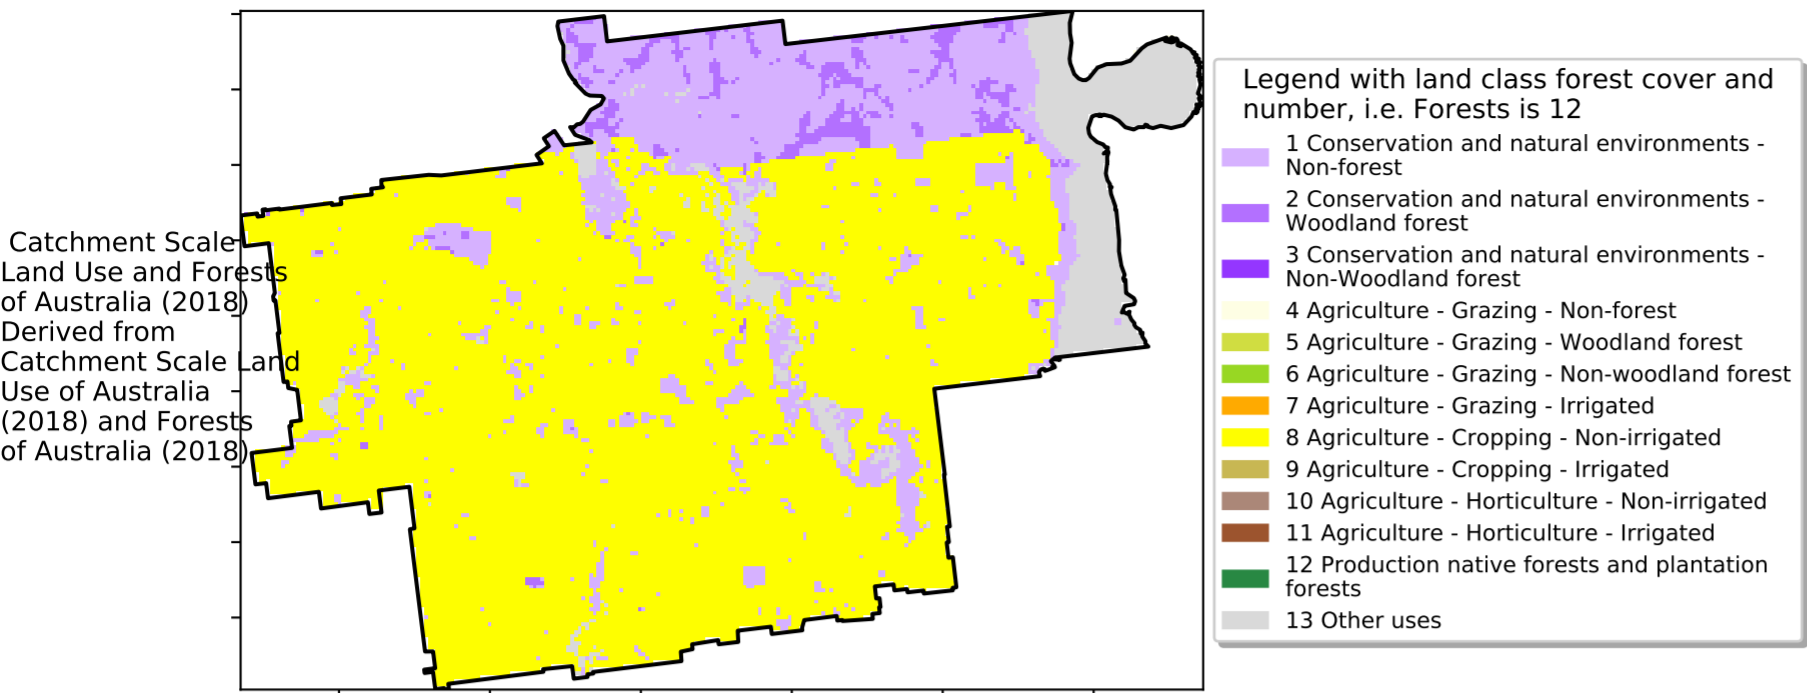 Catchment Scale
Land Use and Forests
of Australia (2018)
Derived from
Catchment Scale Land
Use of Australia
(2018) and Forests
of Australia (2018)
Legend with land class forest cover and
number, i.e. Forests is 12
1 Conservation and natural environments -
Non-forest
2 Conservation and natural environments -
Woodland forest
3 Conservation and natural environments -
Non-Woodland forest
4 Agriculture - Grazing - Non-forest
5 Agriculture - Grazing - Woodland forest
6 Agriculture - Grazing - Non-woodland forest
7 Agriculture - Grazing - Irrigated
8 Agriculture - Cropping - Non-irrigated
9 Agriculture - Cropping - Irrigated
10 Agriculture - Horticulture - Non-irrigated
11 Agriculture - Horticulture - Irrigated
12 Production native forests and plantation
forests
13 Other uses